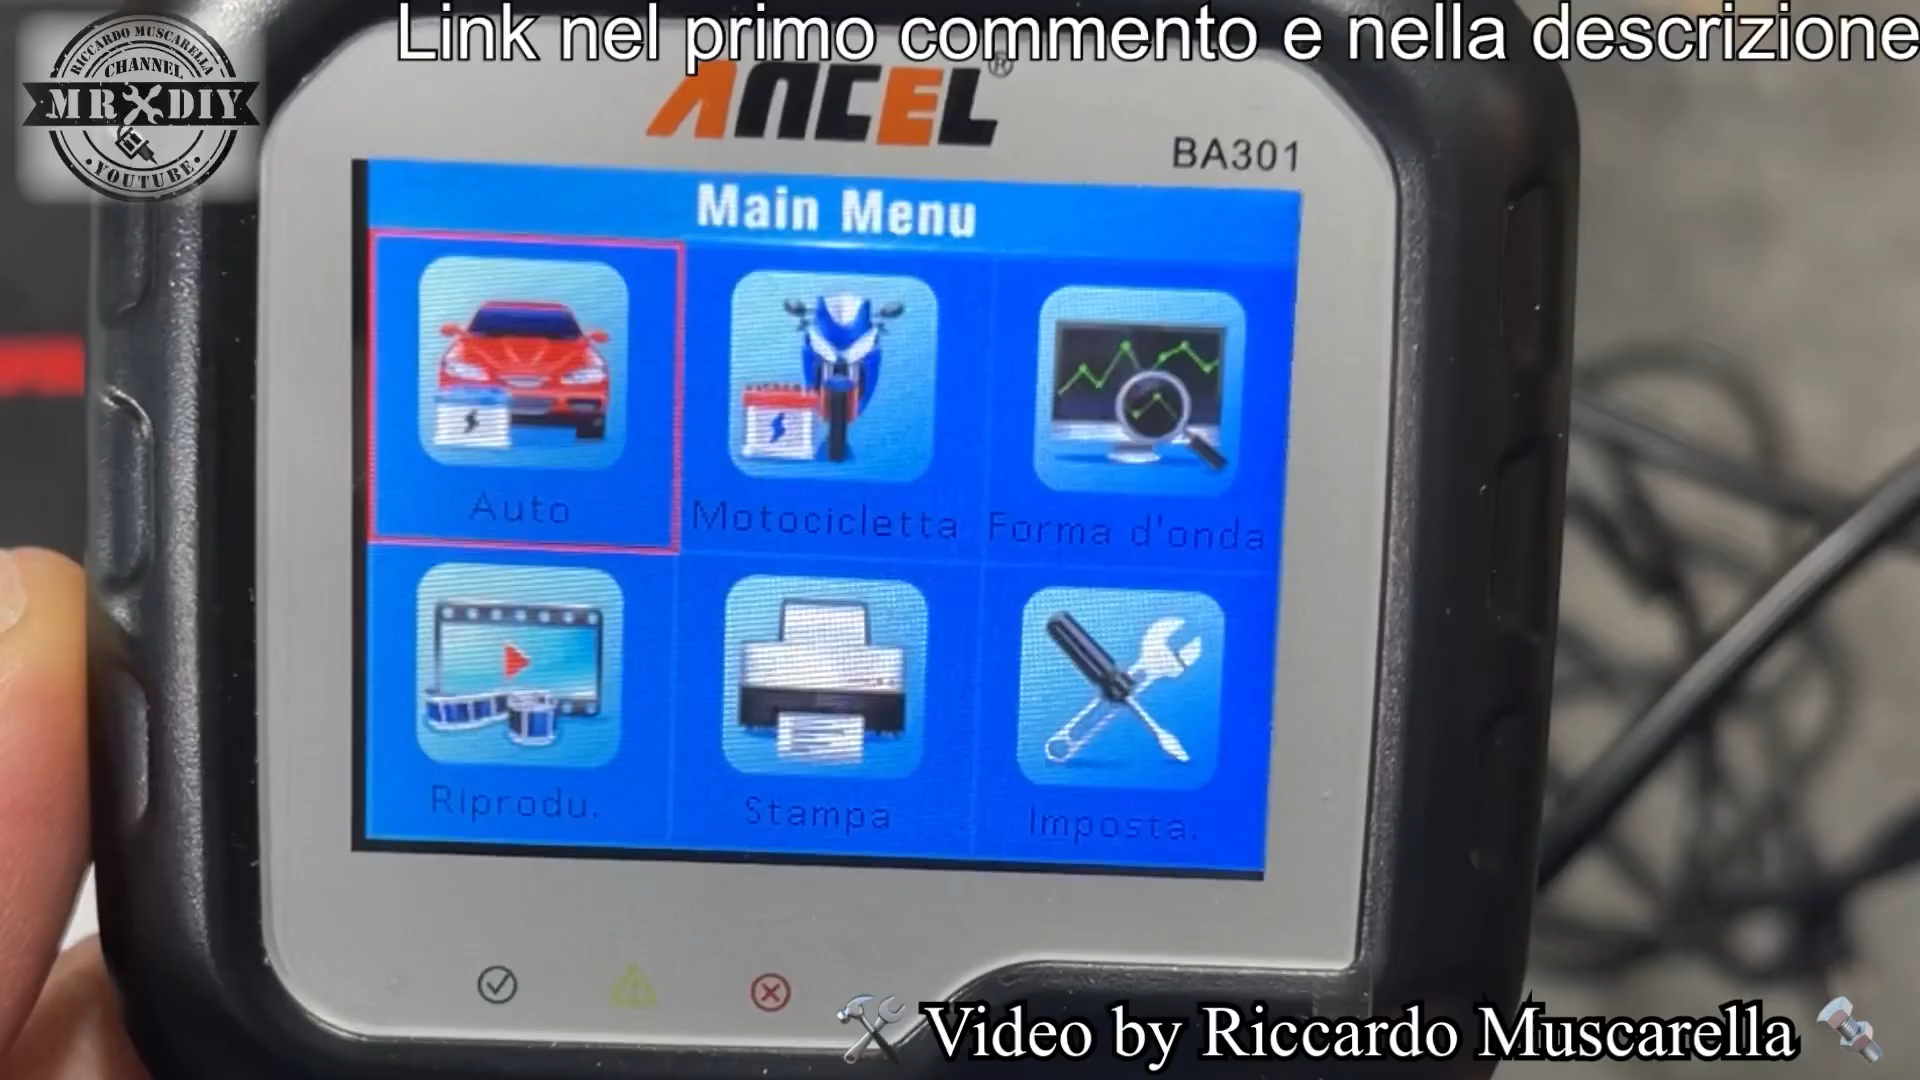 Link nel primo commento e nella descrizione
RICCARDO MUSCARELLA
CHANNEL
MR DIY
YOUTUBE
ANCEL®
BA301
Main Menu
Auto
Motocicletta
Forma d'onda
Riprodu.
Stampa
Imposta.
Video by Riccardo Muscarella